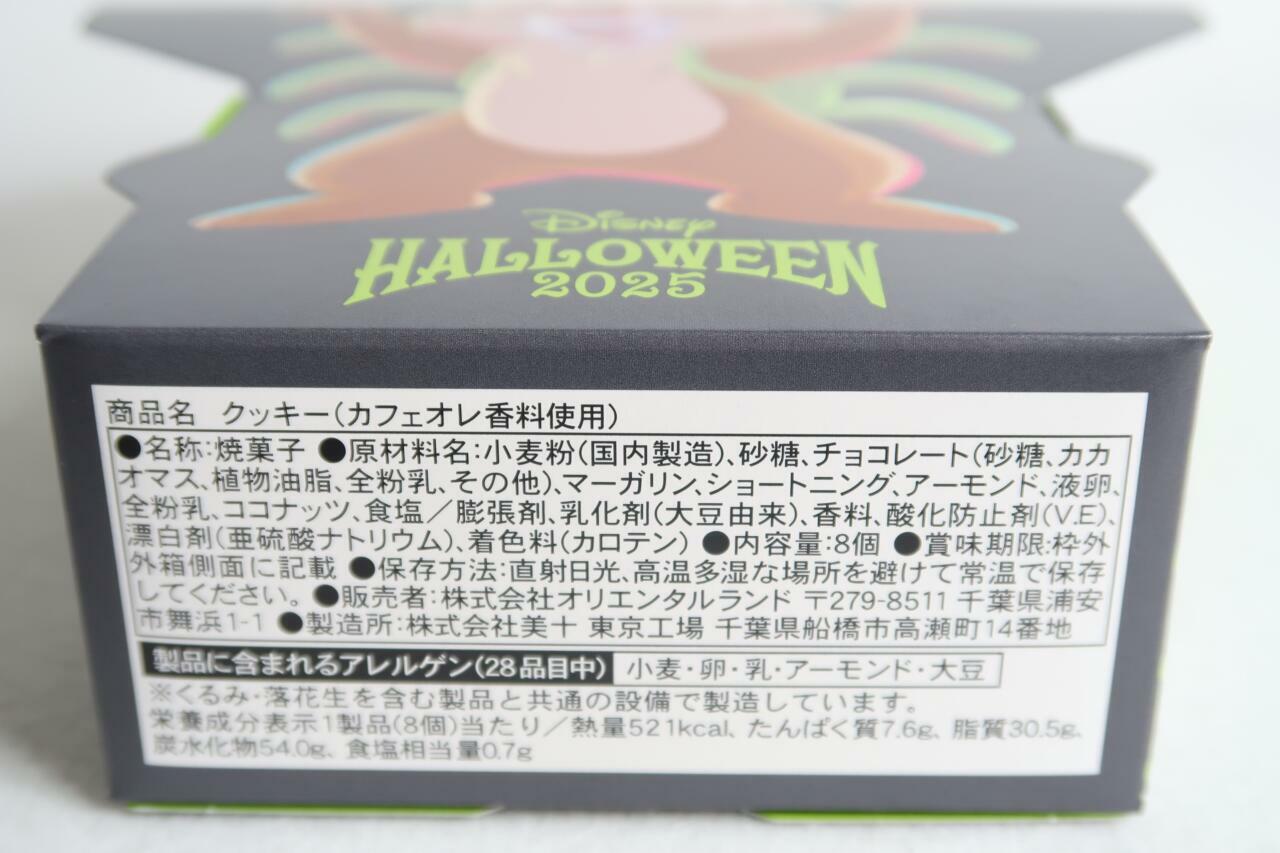 Disney
HALLOWEEN
2025
商品名 クッキー(カフェオレ香料使用)
●名称:焼菓子 ●原材料名:小麦粉(国内製造)、砂糖、チョコレート(砂糖、カカ
オマス、植物油脂、全粉乳、その他)、マーガリン、ショートニング、アーモンド、液卵、
全粉乳、ココナッツ、食塩/膨張剤、乳化剤(大豆由来)、香料、酸化防止剤(V.E)、
漂白剤(亜硫酸ナトリウム)、着色料(カロテン) ●内容量:8個 ●賞味期限:枠外
外箱側面に記載 ●保存方法:直射日光、高温多湿な場所を避けて常温で保存
してください。 ●販売者:株式会社オリエンタルランド 〒279-8511 千葉県浦安
市舞浜1-1 ●製造所:株式会社美十 東京工場 千葉県船橋市高瀬町14番地
製品に含まれるアレルゲン(28品目中) 小麦・卵・乳・アーモンド・大豆
※くるみ・落花生を含む製品と共通の設備で製造しています。
栄養成分表示1製品(8個)当たり/熱量521kcal、たんぱく質7.6g、脂質30.5g、
炭水化物54.0g、食塩相当量0.7g